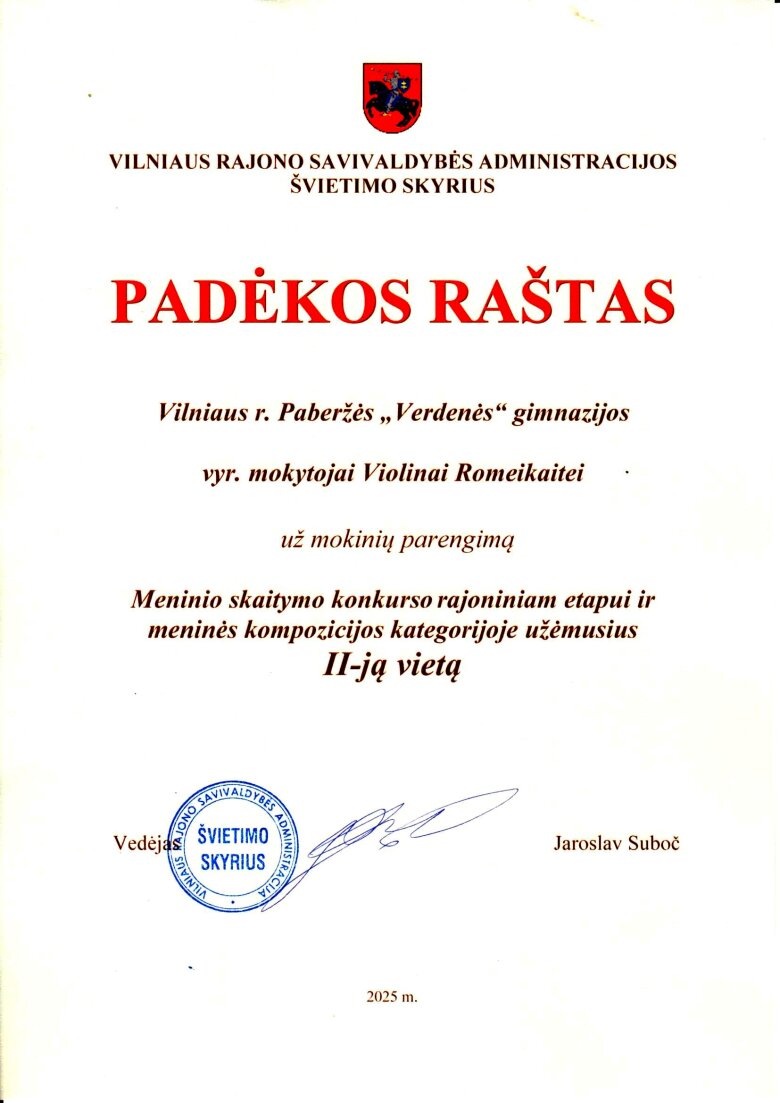 VILNIAUS RAJONO SAVIVALDYBĖS ADMINISTRACIJOS
ŠVIETIMO SKYRIUS
PADĖKOS RAŠTAS
Vilniaus r. Paberžės „Verdenės“ gimnazijos
vyr. mokytojai Violinai Romeikaitei
už mokinių parengimą
Meninio skaitymo konkurso rajoniniam etapui ir
meninės kompozicijos kategorijoje užėmusius
II-ją vietą
Vedėjas
VILNIAUS RAJONO SAVIVALDYBĖS ADMINISTRACIJA
ŠVIETIMO
SKYRIUS
Jaroslav Suboč
2025 m.